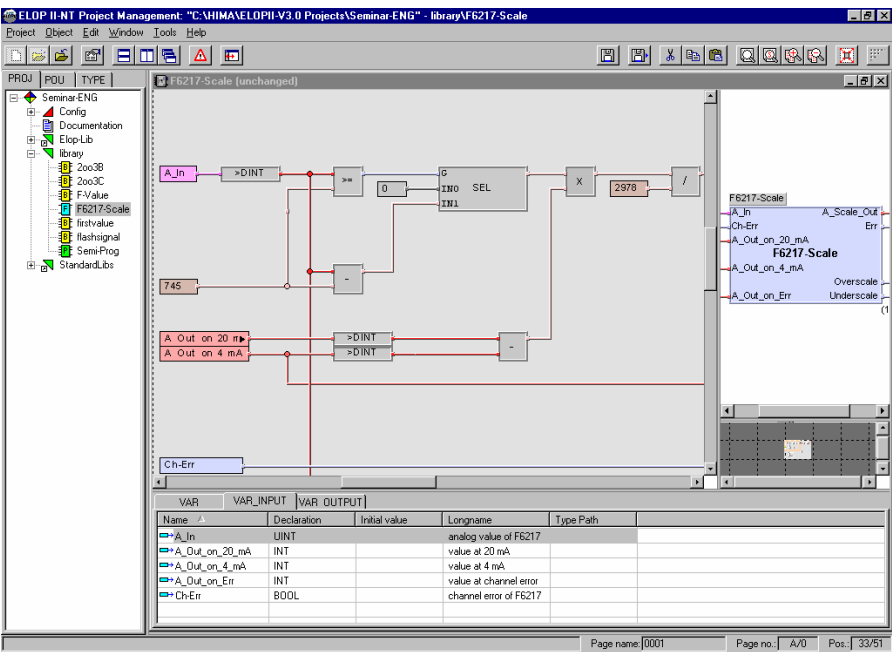 ELOP II-NT Project Management: "C:\HIMA\ELOPII-V3.0 Projects\Seminar-ENG" - library\F6217-Scale
Project Object Edit Window Tools Help
PROJ POU TYPE
Seminar-ENG
Config
Documentation
Elop-Lib
library
2oo3B
2oo3C
F-Value
F6217-Scale
firstvalue
flashsignal
Semi-Prog
StandardLibs
F6217-Scale (unchanged)
A_In
>DINT
>=
0
G
IN0 SEL
IN1
X
2978
/
745
-
A Out on 20 m
>DINT
A Out on 4 mA
>DINT
-
Ch-Err
F6217-Scale
A_In A_Scale_Out
Ch-Err Err
A_Out_on_20_mA
F6217-Scale
A_Out_on_4_mA
Overscale
A_Out_on_Err Underscale
(1
VAR VAR_INPUT VAR OUTPUT
Name Declaration Initial value Longname Type Path
A_In UINT analog value of F6217
A_Out_on_20_mA INT value at 20 mA
A_Out_on_4_mA INT value at 4 mA
A_Out_on_Err INT value at channel error
Ch-Err BOOL channel error of F6217
Page name: 0001 Page no.: A/0 Pos.: 33/51